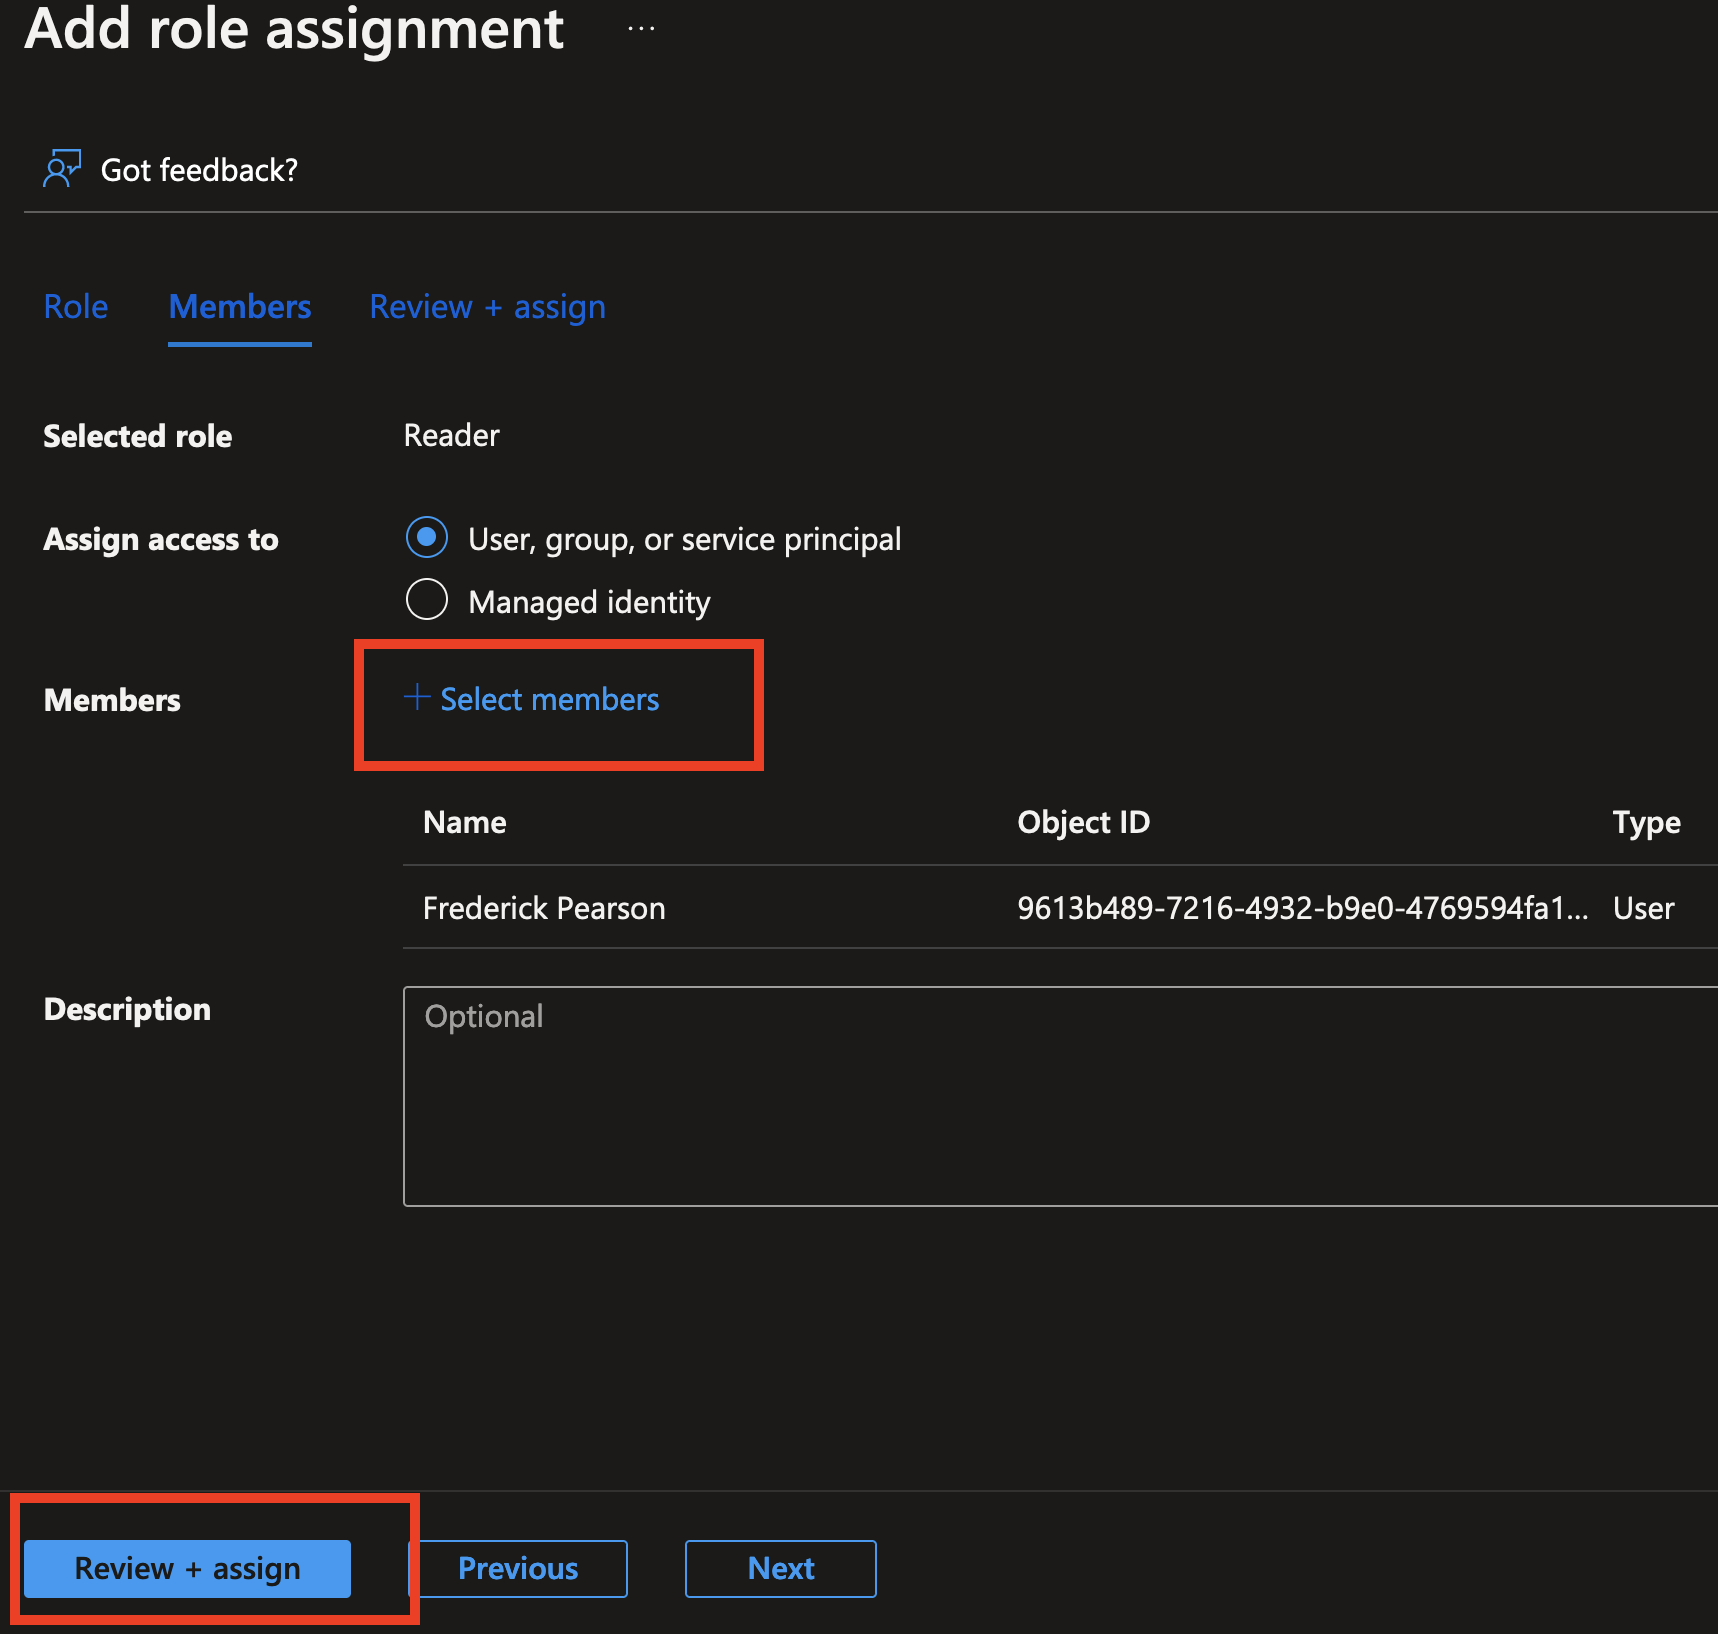 Add role assignment ...
Got feedback?
Role Members Review + assign
Selected role Reader
Assign access to User, group, or service principal
Managed identity
Members + Select members
Name Object ID Type
Frederick Pearson 9613b489-7216-4932-b9e0-4769594fa1... User
Description Optional
Review + assign Previous Next